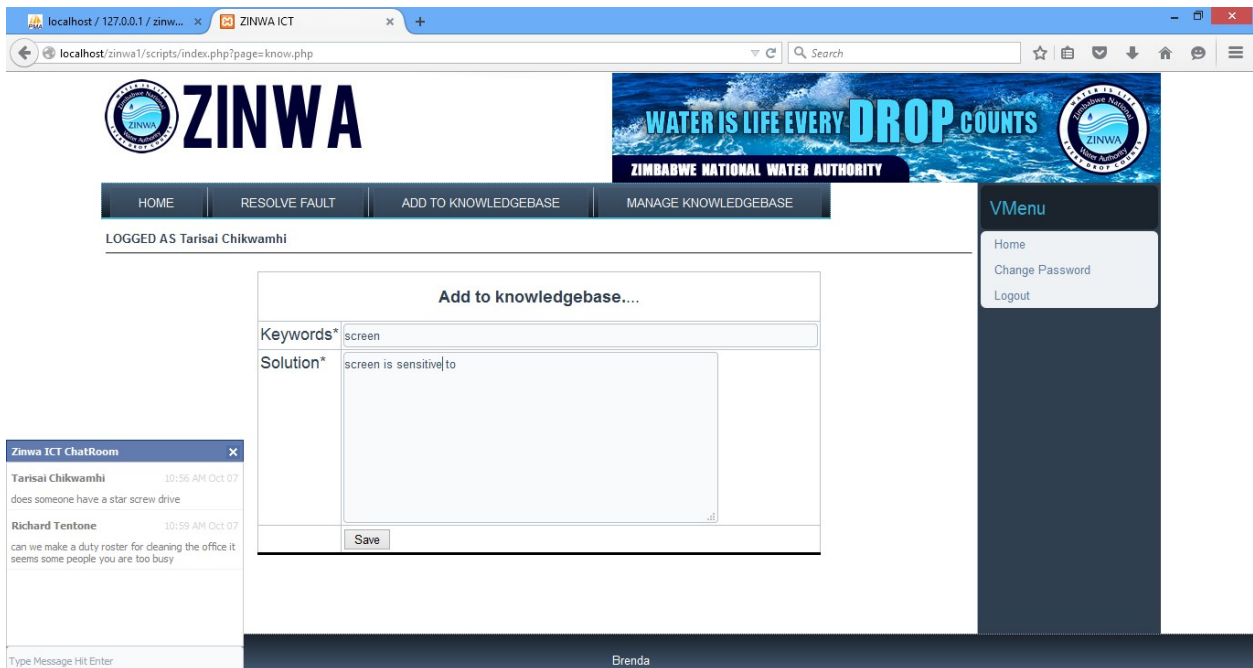 localhost / 127.0.0.1 / zinw... ×
ZINWA ICT ×
+
localhost/zinwa1/scripts/index.php?page=know.php
Search
ZINWA
ZINWA
WATER IS LIFE EVERY DROP COUNTS
ZIMBABWE NATIONAL WATER AUTHORITY
ZINWA
HOME
RESOLVE FAULT
ADD TO KNOWLEDGEBASE
MANAGE KNOWLEDGEBASE
VMenu
Home
Change Password
Logout
LOGGED AS Tarisai Chikwamhi
Add to knowledgebase....
Keywords* screen
Solution* screen is sensitive to
Save
Zinwa ICT ChatRoom ×
Tarisai Chikwamhi 10:56 AM Oct 07
does someone have a star screw drive
Richard Tentone 10:59 AM Oct 07
can we make a duty roster for cleaning the office it
seems some people you are too busy
Type Message Hit Enter
Brenda